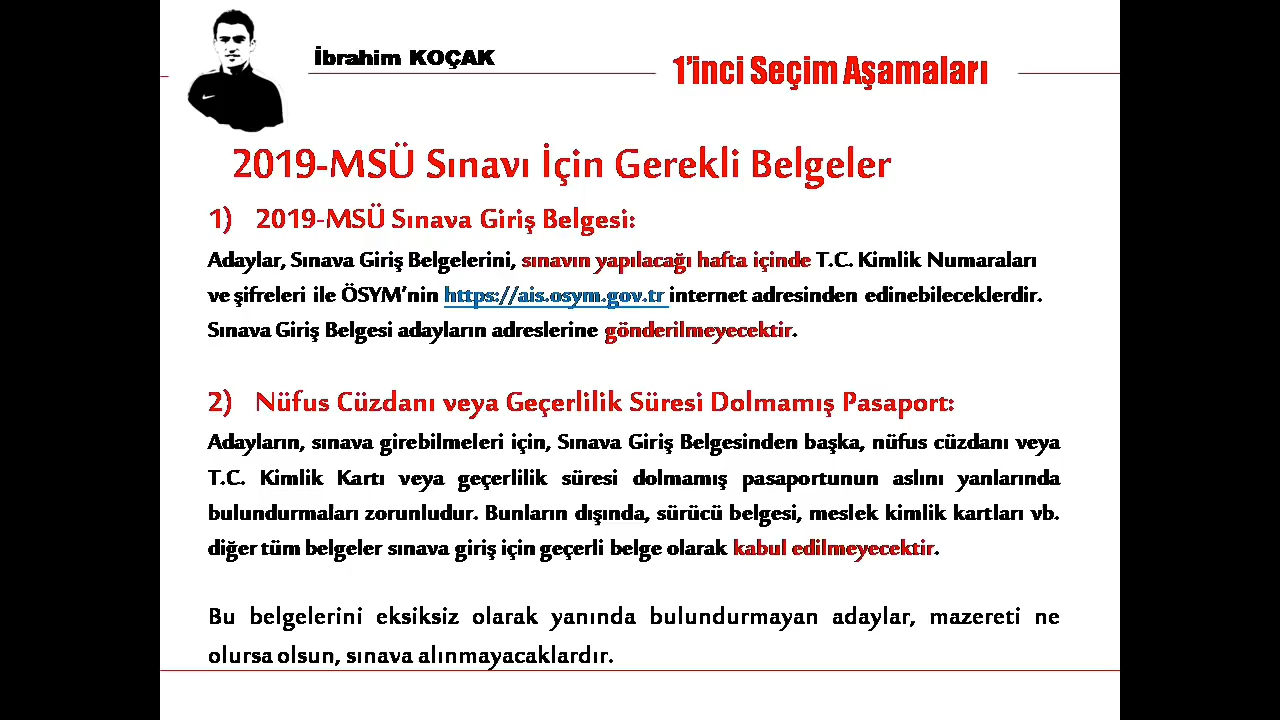 İbrahim KOÇAK
1'inci Seçim Aşamaları
2019-MSÜ Sınavı İçin Gerekli Belgeler
1) 2019-MSÜ Sınava Giriş Belgesi:
Adaylar, Sınava Giriş Belgelerini, sınavın yapılacağı hafta içinde T.C. Kimlik Numaraları
ve şifreleri ile ÖSYM'nin https://ais.osym.gov.tr internet adresinden edinebileceklerdir.
Sınava Giriş Belgesi adayların adreslerine gönderilmeyecektir.
2) Nüfus Cüzdanı veya Geçerlilik Süresi Dolmamış Pasaport:
Adayların, sınava girebilmeleri için, Sınava Giriş Belgesinden başka, nüfus cüzdanı veya
T.C. Kimlik Kartı veya geçerlilik süresi dolmamış pasaportunun aslını yanlarında
bulundurmaları zorunludur. Bunların dışında, sürücü belgesi, meslek kimlik kartları vb.
diğer tüm belgeler sınava giriş için geçerli belge olarak kabul edilmeyecektir.
Bu belgelerini eksiksiz olarak yanında bulundurmayan adaylar, mazereti ne
olursa olsun, sınava alınmayacaklardır.